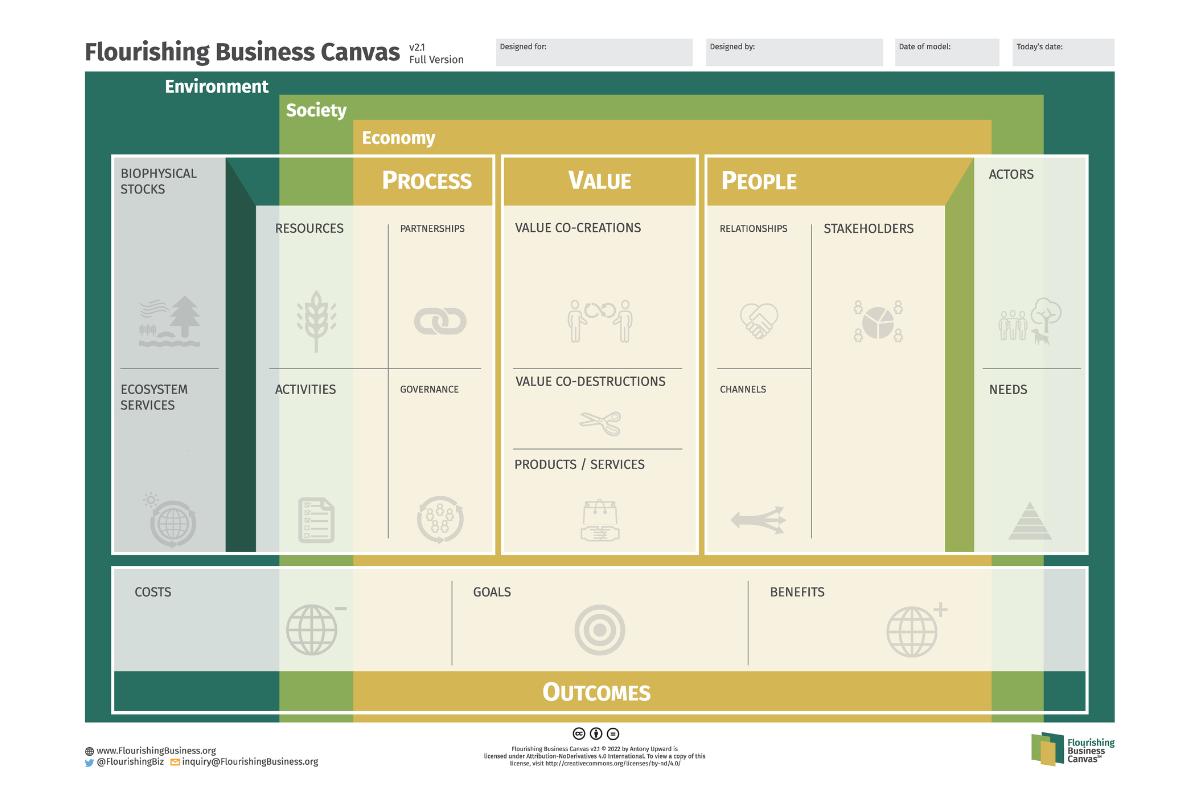 Flourishing Business Canvas
v2.1
Full Version
Designed for:
Designed by:
Date of model:
Today's date:
Environment
Society
Economy
BIOPHYSICAL
STOCKS
PROCESS
VALUE
PEOPLE
ACTORS
RESOURCES
PARTNERSHIPS
VALUE CO-CREATIONS
RELATIONSHIPS
STAKEHOLDERS
ECOSYSTEM
SERVICES
ACTIVITIES
GOVERNANCE
VALUE CO-DESTRUCTIONS
CHANNELS
NEEDS
PRODUCTS / SERVICES
COSTS
GOALS
BENEFITS
OUTCOMES
www.FlourishingBusiness.org
@FlourishingBiz
inquiry@FlourishingBusiness.org
Flourishing Business Canvas v2.1 © 2022 by Antony Upward is
licensed under Attribution-NoDerivatives 4.0 International. To view a copy of this
license, visit http://creativecommons.org/licenses/by-nd/4.0/
Flourishing
Business
Canvas℠